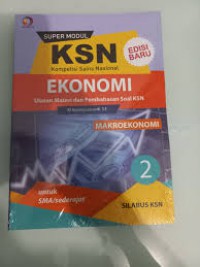 SUPER MODUL
KSN
Kompetisi Sains Nasional
EDISI
BARU
EKONOMI
Ulasan Materi dan Pembahasan Soal KSN
MAKROEKONOMI
2
untuk
SMA/sederajat
SILABUS KSN